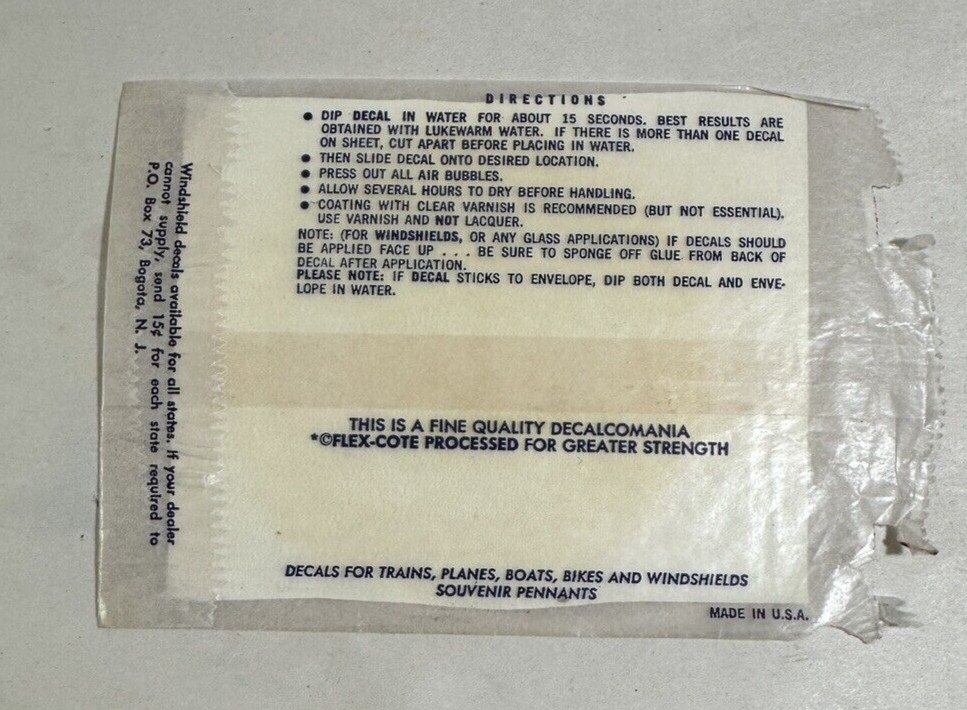 DIRECTIONS
● DIP DECAL IN WATER FOR ABOUT 15 SECONDS. BEST RESULTS ARE
OBTAINED WITH LUKEWARM WATER. IF THERE IS MORE THAN ONE DECAL
ON SHEET, CUT APART BEFORE PLACING IN WATER.
● THEN SLIDE DECAL ONTO DESIRED LOCATION.
● PRESS OUT ALL AIR BUBBLES.
● ALLOW SEVERAL HOURS TO DRY BEFORE HANDLING.
● COATING WITH CLEAR VARNISH IS RECOMMENDED (BUT NOT ESSENTIAL).
USE VARNISH AND NOT LACQUER.
NOTE: (FOR WINDSHIELDS, OR ANY GLASS APPLICATIONS) IF DECALS SHOULD
BE APPLIED FACE UP . . . BE SURE TO SPONGE OFF GLUE FROM BACK OF
DECAL AFTER APPLICATION.
PLEASE NOTE: IF DECAL STICKS TO ENVELOPE, DIP BOTH DECAL AND ENVE-
LOPE IN WATER.
THIS IS A FINE QUALITY DECALCOMANIA
*©FLEX-COTE PROCESSED FOR GREATER STRENGTH
DECALS FOR TRAINS, PLANES, BOATS, BIKES AND WINDSHIELDS
SOUVENIR PENNANTS
MADE IN U.S.A.
Windshield decals available for all states. If your dealer
cannot supply, send 15¢ for each state required to
P.O. Box 73, Bogota, N. J.